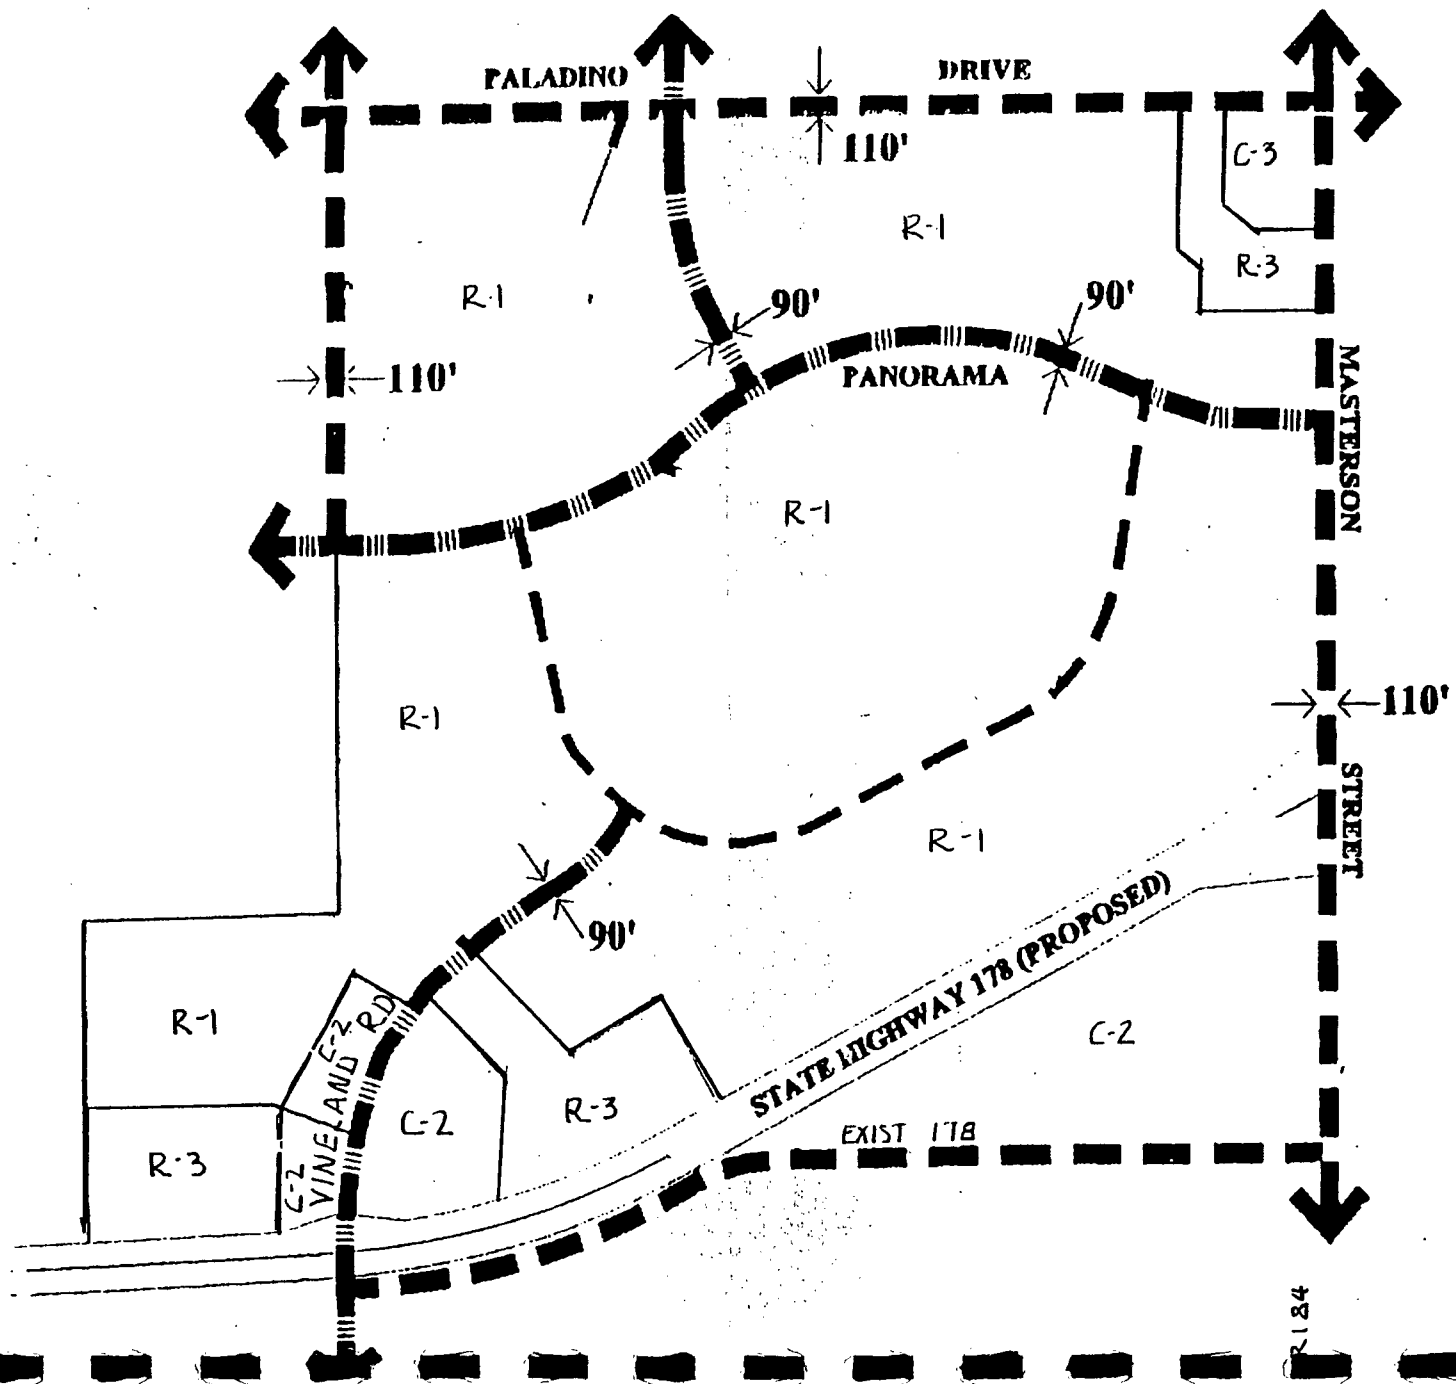 PALADINO DRIVE
110'
C-3
R-1
R-3
R-1
90'
90'
110'
PANORAMA
MASTERSON
R-1
110'
R-1
STREET
R-1
90'
STATE HIGHWAY 178 (PROPOSED)
R-1
C-2
VINELAND RD
C-2
C-2
R-3
EXIST 178
R-3
C-2
R184